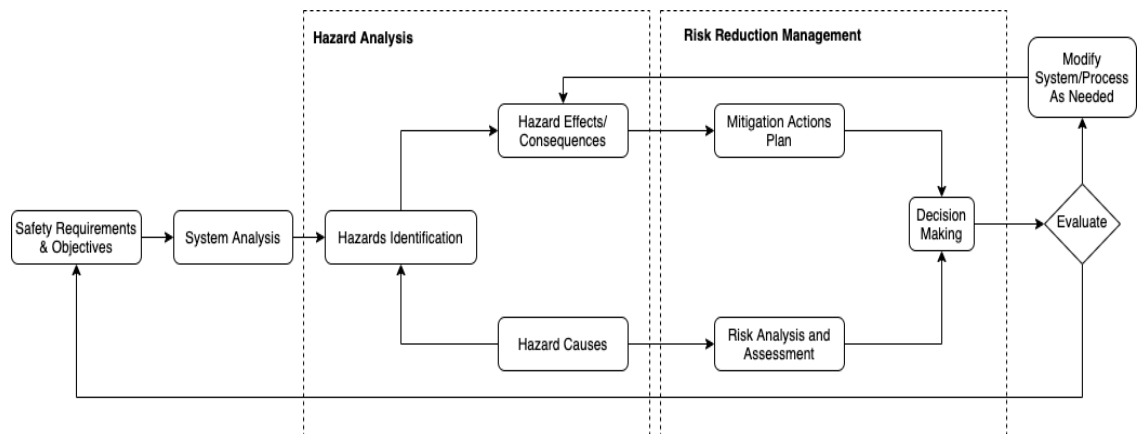 Hazard Analysis
Risk Reduction Management
Modify
System/Process
As Needed
Hazard Effects/
Consequences
Mitigation Actions
Plan
Safety Requirements
& Objectives
System Analysis
Hazards Identification
Decision
Making
Evaluate
Hazard Causes
Risk Analysis and
Assessment